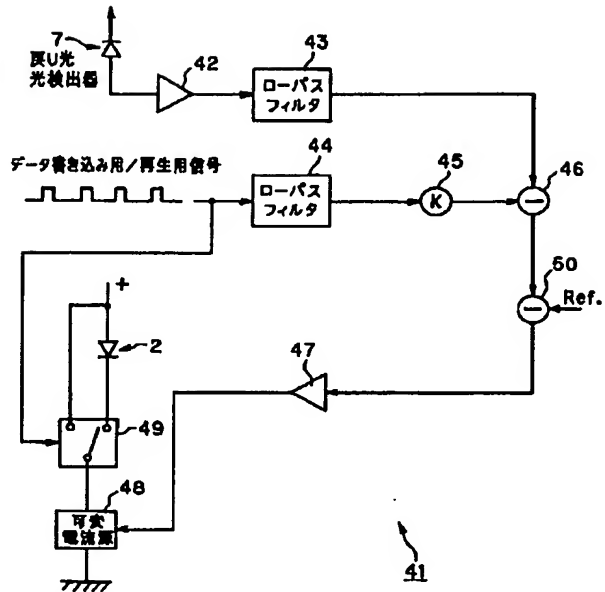 7
戻り光
光検出器
42
43
ローパス
フィルタ
データ書き込み用/再生用信号
44
ローパス
フィルタ
45
K
46
50
Ref.
+
2
47
49
48
可変
電流源
41